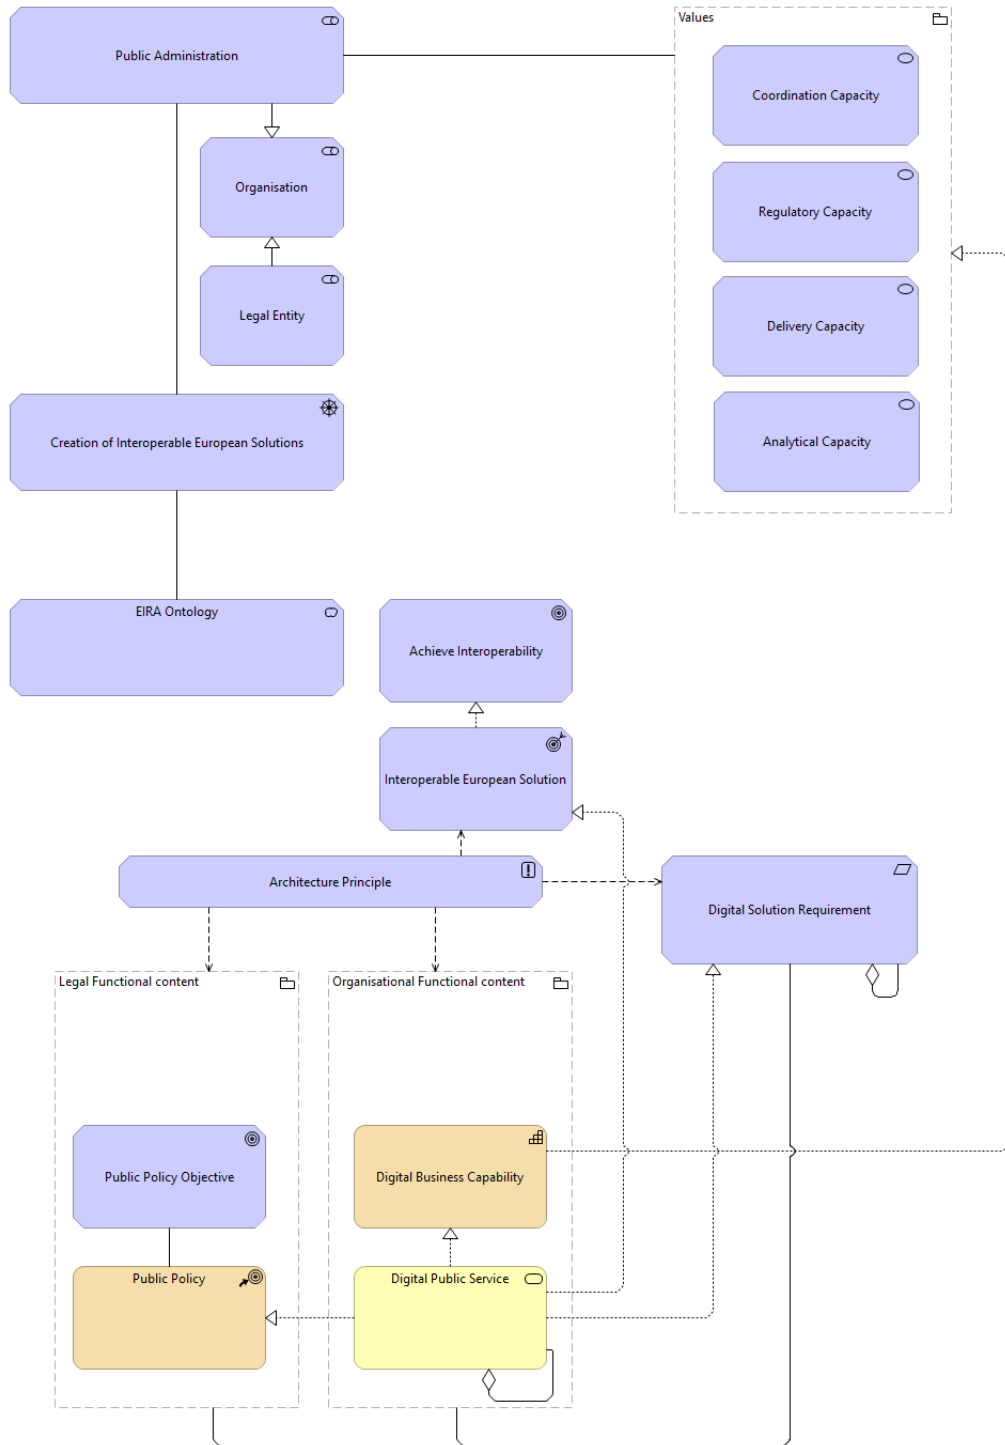 Values
Public Administration
Coordination Capacity
Organisation
Regulatory Capacity
Legal Entity
Delivery Capacity
Creation of Interoperable European Solutions
Analytical Capacity
EIRA Ontology
Achieve Interoperability
Interoperable European Solution
Architecture Principle
Digital Solution Requirement
Legal Functional content
Organisational Functional content
Public Policy Objective
Digital Business Capability
Public Policy
Digital Public Service